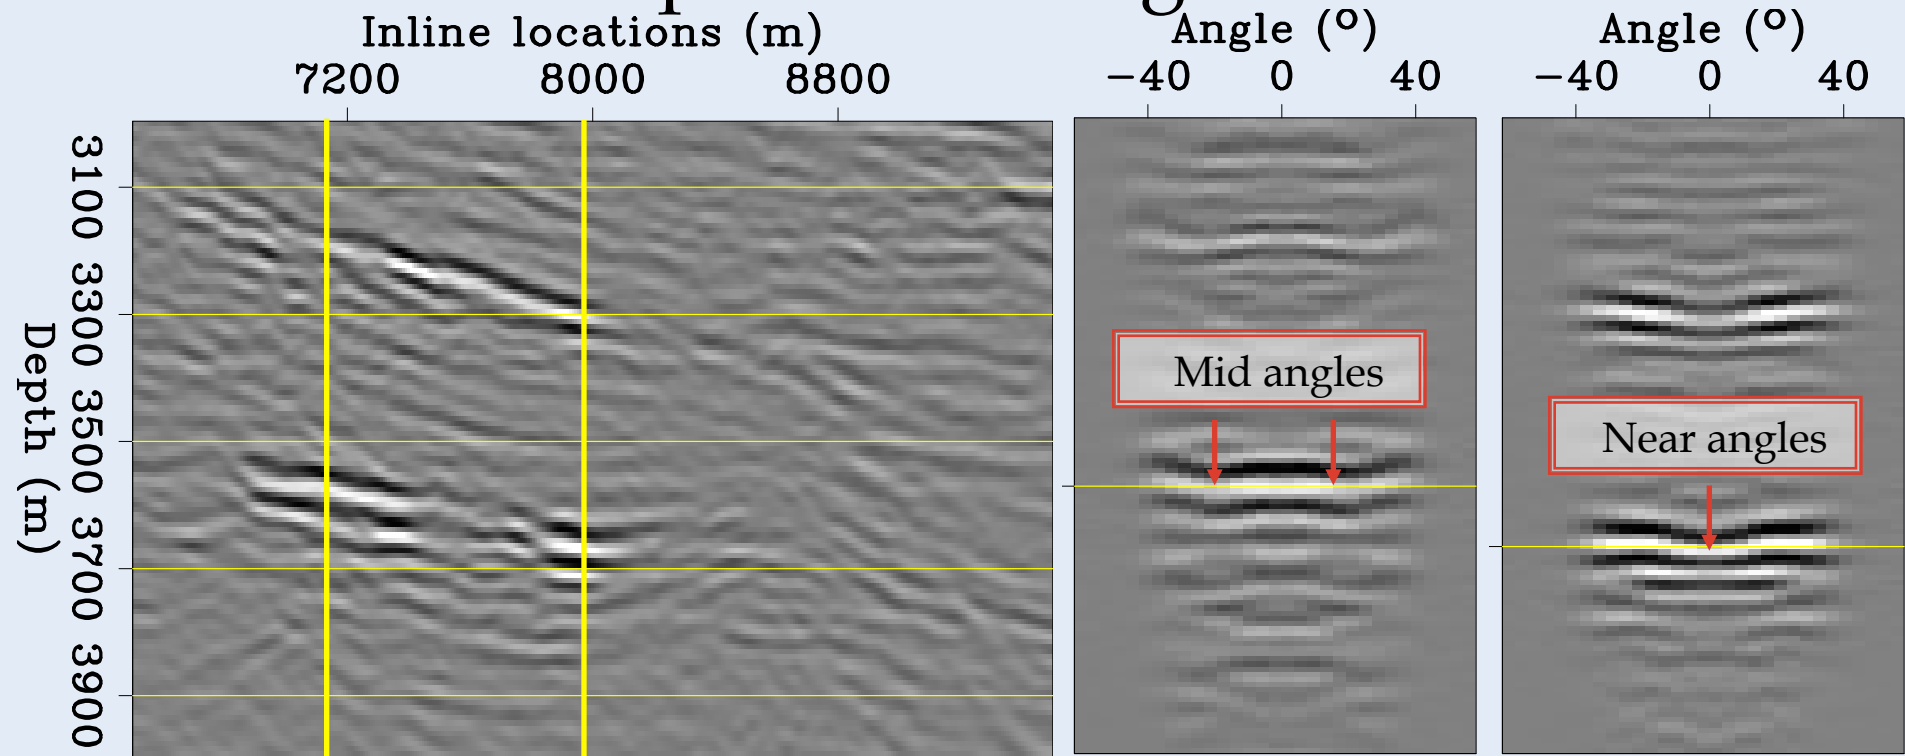 Inline locations (m)
7200 8000 8800
Depth (m)
3100 3300 3500 3700 3900
Angle (º)
−40 0 40
Mid angles
Angle (º)
−40 0 40
Near angles